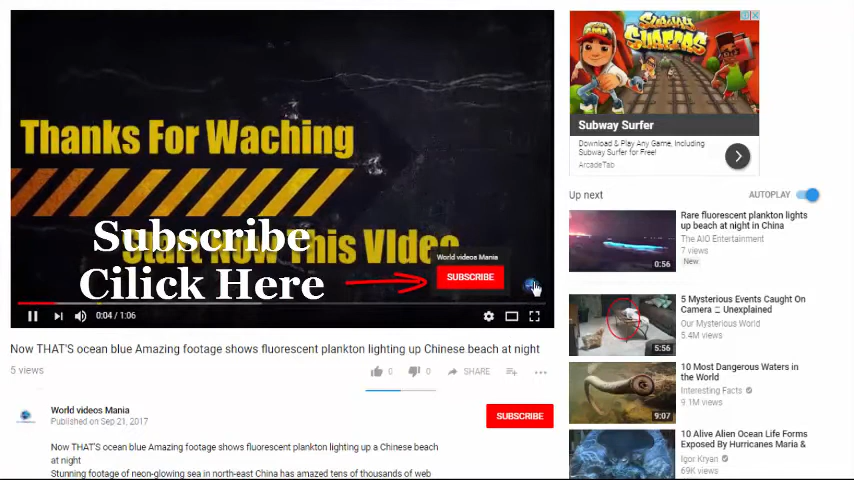 Thanks For Waching
Start Now This VIdeo
Subscribe
Cilick Here
World videos Mania
SUBSCRIBE
0:04 / 1:06
Now THAT'S ocean blue Amazing footage shows fluorescent plankton lighting up Chinese beach at night
5 views
0
0
SHARE
World videos Mania
Published on Sep 21, 2017
SUBSCRIBE
Now THAT'S ocean blue Amazing footage shows fluorescent plankton lighting up a Chinese beach
at night
Stunning footage of neon-glowing sea in north-east China has amazed tens of thousands of web
SUBWAY
SURFERS
Subway Surfer
Download & Play Any Game, Including
Subway Surfer for Free!
ArcadeTab
Up next
AUTOPLAY
0:56
Rare fluorescent plankton lights
up beach at night in China
The AIO Entertainment
7 views
New
5:56
5 Mysterious Events Caught On
Camera □ Unexplained
Our Mysterious World
5.4M views
9:07
10 Most Dangerous Waters in
the World
Interesting Facts
9.1M views
10 Alive Alien Ocean Life Forms
Exposed By Hurricanes Maria &
Igor Kryan
69K views